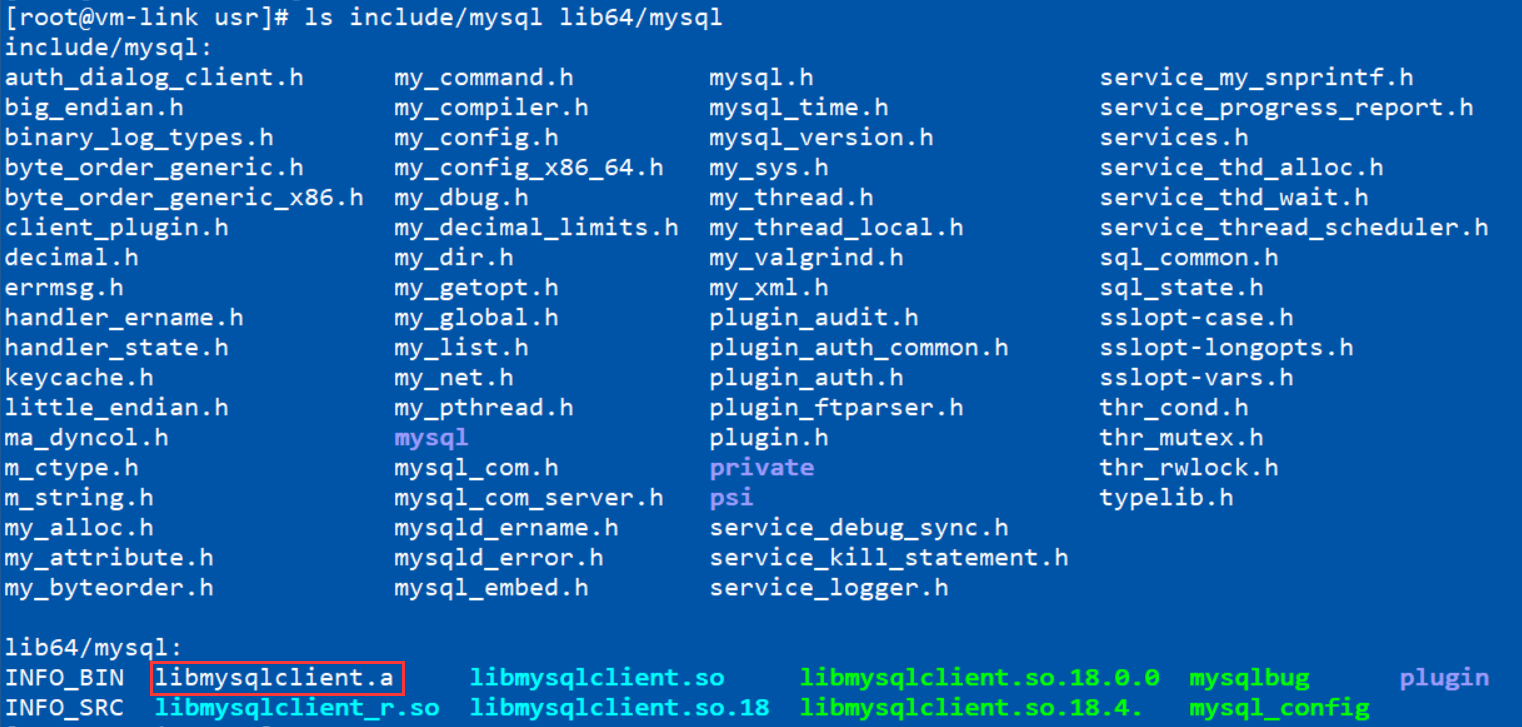 [root@vm-link usr]# ls include/mysql lib64/mysql
include/mysql:
auth_dialog_client.h my_command.h mysql.h service_my_snprintf.h
big_endian.h my_compiler.h mysql_time.h service_progress_report.h
binary_log_types.h my_config.h mysql_version.h services.h
byte_order_generic.h my_config_x86_64.h my_sys.h service_thd_alloc.h
byte_order_generic_x86.h my_dbug.h my_thread.h service_thd_wait.h
client_plugin.h my_decimal_limits.h my_thread_local.h service_thread_scheduler.h
decimal.h my_dir.h my_valgrind.h sql_common.h
errmsg.h my_getopt.h my_xml.h sql_state.h
handler_ername.h my_global.h plugin_audit.h sslopt-case.h
handler_state.h my_list.h plugin_auth_common.h sslopt-longopts.h
keycache.h my_net.h plugin_auth.h sslopt-vars.h
little_endian.h my_pthread.h plugin_ftparser.h thr_cond.h
ma_dyncol.h mysql plugin.h thr_mutex.h
m_ctype.h mysql_com.h private thr_rwlock.h
m_string.h mysql_com_server.h psi typelib.h
my_alloc.h mysqld_ername.h service_debug_sync.h
my_attribute.h mysqld_error.h service_kill_statement.h
my_byteorder.h mysql_embed.h service_logger.h
lib64/mysql:
INFO_BIN libmysqlclient.a libmysqlclient.so libmysqlclient.so.18.0.0 mysqlbug plugin
INFO_SRC libmysqlclient_r.so libmysqlclient.so.18 libmysqlclient.so.18.4. mysql_config